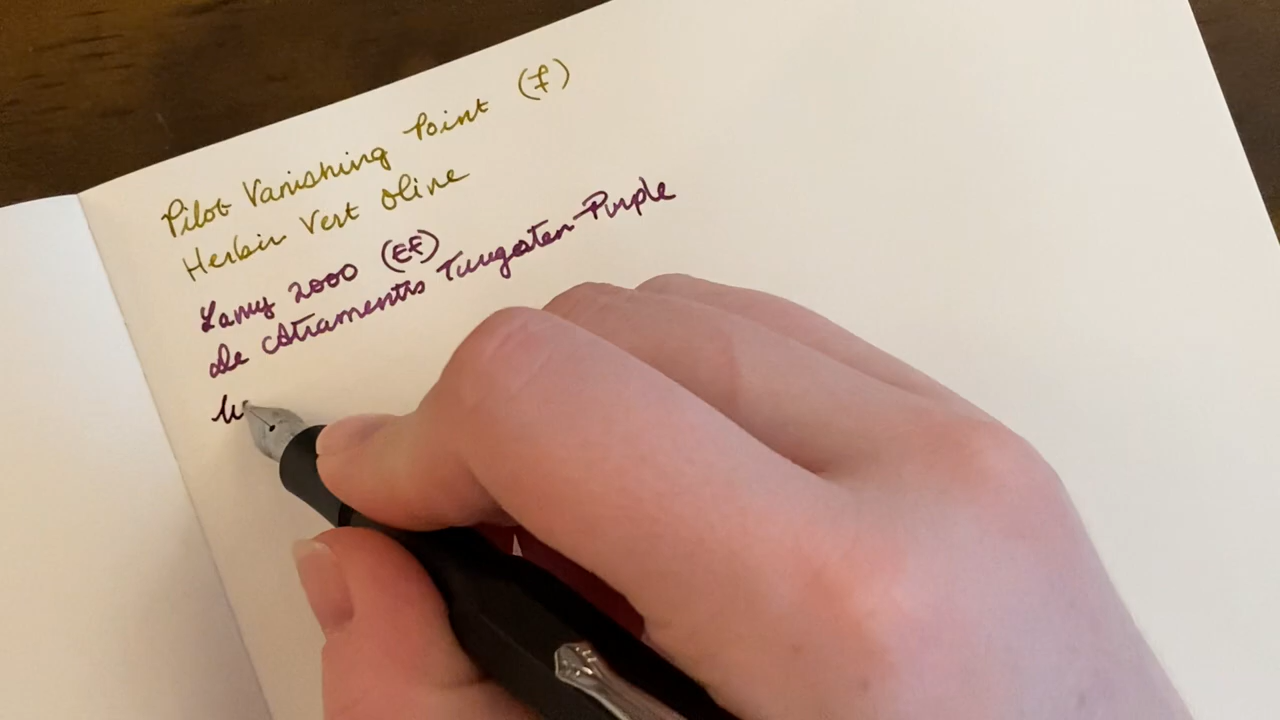 Pilot Vanishing Point (F)
Herbin Vert Olive
Lamy 2000 (EF)
De Atramentis Tungsten-Purple